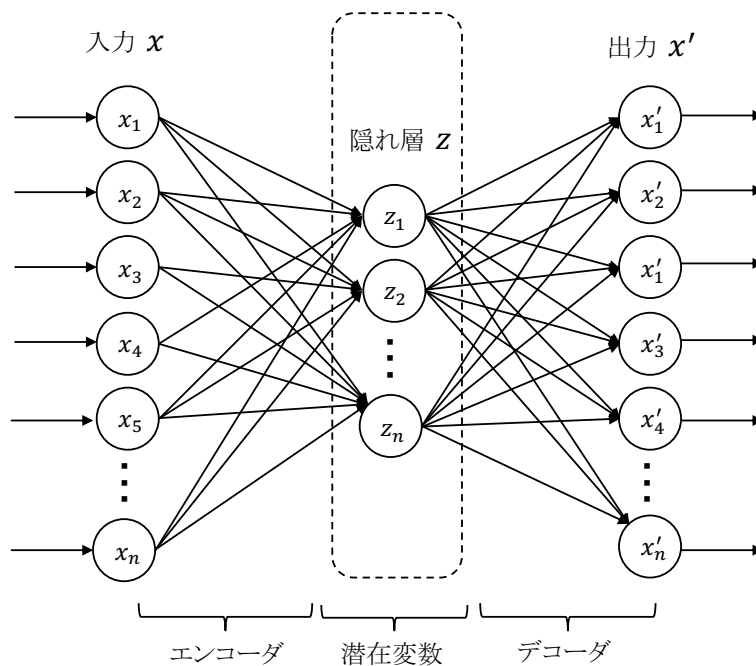 入力 x
出力 x′
隠れ層 z
x₁
x₂
x₃
x₄
x₅
xₙ
z₁
z₂
zₙ
x′₁
x′₂
x′₁
x′₃
x′₄
x′ₙ
エンコーダ
潜在変数
デコーダ